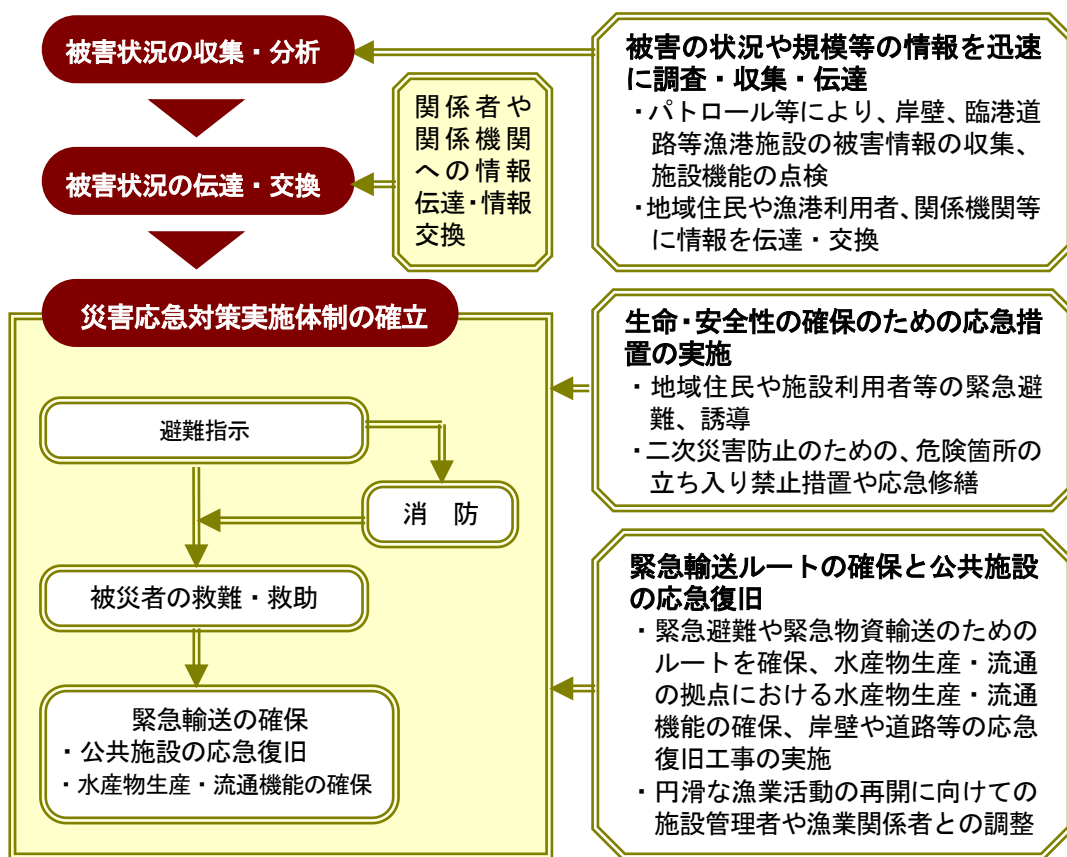 被害状況の収集・分析
被害状況の伝達・交換
関係者や
関係機関
への情報
伝達・情報
交換
被害の状況や規模等の情報を迅速
に調査・収集・伝達
・パトロール等により、岸壁、臨港道
路等漁港施設の被害情報の収集、
施設機能の点検
・地域住民や漁港利用者、関係機関等
に情報を伝達・交換
災害応急対策実施体制の確立
避難指示
消　防
被災者の救難・救助
緊急輸送の確保
・公共施設の応急復旧
・水産物生産・流通機能の確保
生命・安全性の確保のための応急措
置の実施
・地域住民や施設利用者等の緊急避
難、誘導
・二次災害防止のための、危険箇所の
立ち入り禁止措置や応急修繕
緊急輸送ルートの確保と公共施設
の応急復旧
・緊急避難や緊急物資輸送のための
ルートを確保、水産物生産・流通
の拠点における水産物生産・流通
機能の確保、岸壁や道路等の応急
復旧工事の実施
・円滑な漁業活動の再開に向けての
施設管理者や漁業関係者との調整